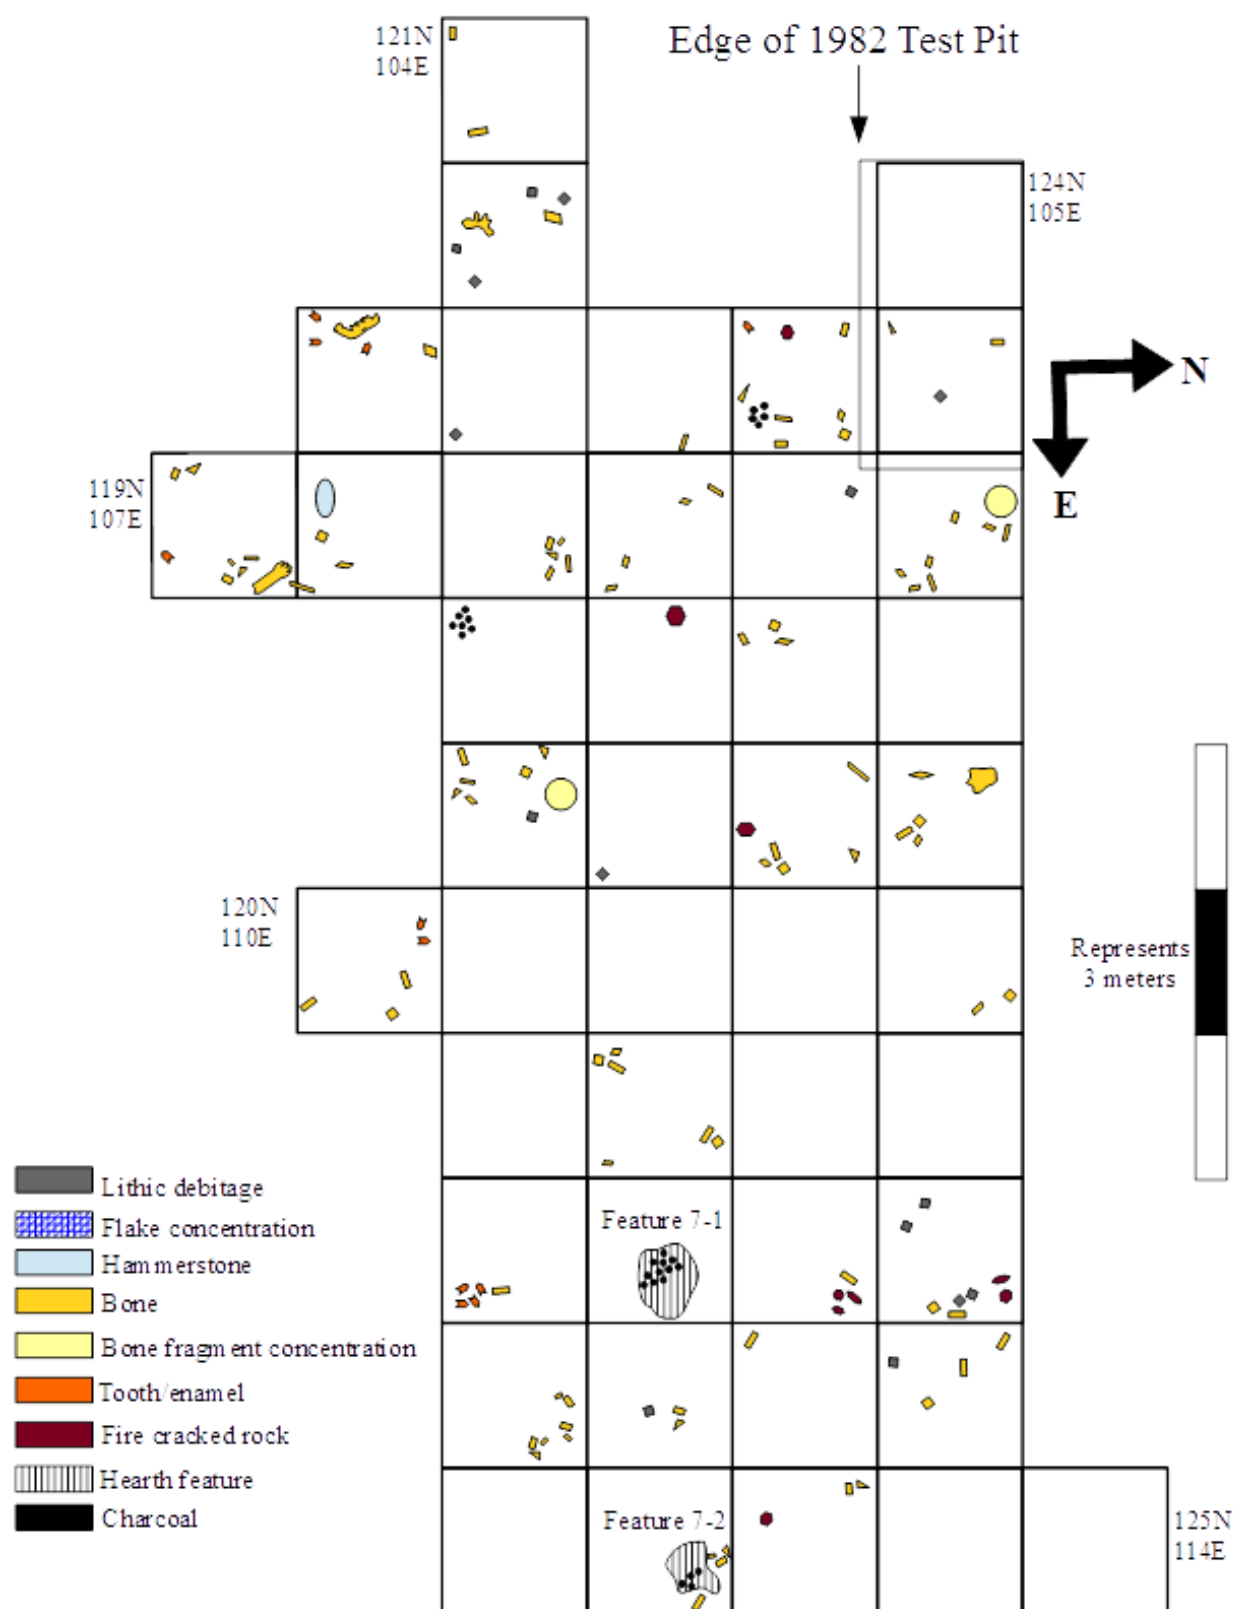 121N
104E
Edge of 1982 Test Pit
124N
105E
N
E
119N
107E
120N
110E
Represents
3 meters
Lithic debitage
Flake concentration
Hammerstone
Bone
Bone fragment concentration
Tooth/enamel
Fire cracked rock
Hearth feature
Charcoal
Feature 7-1
Feature 7-2
125N
114E